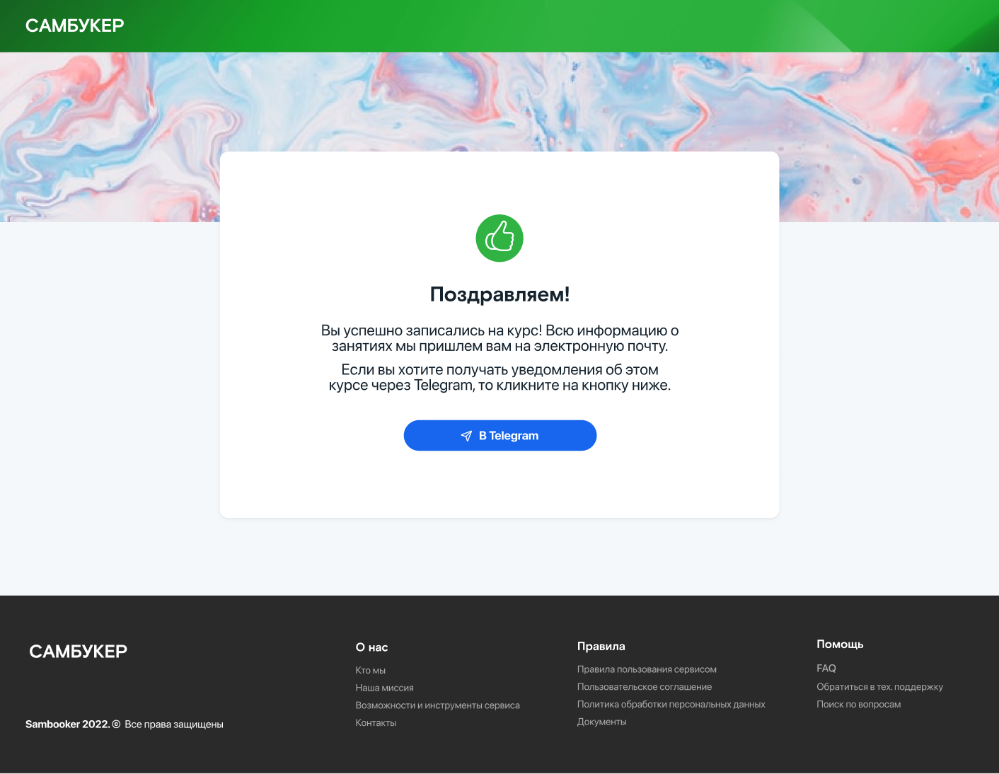 САМБУКЕР
Поздравляем!
Вы успешно записались на курс! Всю информацию о
занятиях мы пришлем вам на электронную почту.
Если вы хотите получать уведомления об этом
курсе через Telegram, то кликните на кнопку ниже.
В Telegram
САМБУКЕР
Sambooker 2022. © Все права защищены
О нас
Кто мы
Наша миссия
Возможности и инструменты сервиса
Контакты
Правила
Правила пользования сервисом
Пользовательское соглашение
Политика обработки персональных данных
Документы
Помощь
FAQ
Обратиться в тех. поддержку
Поиск по вопросам